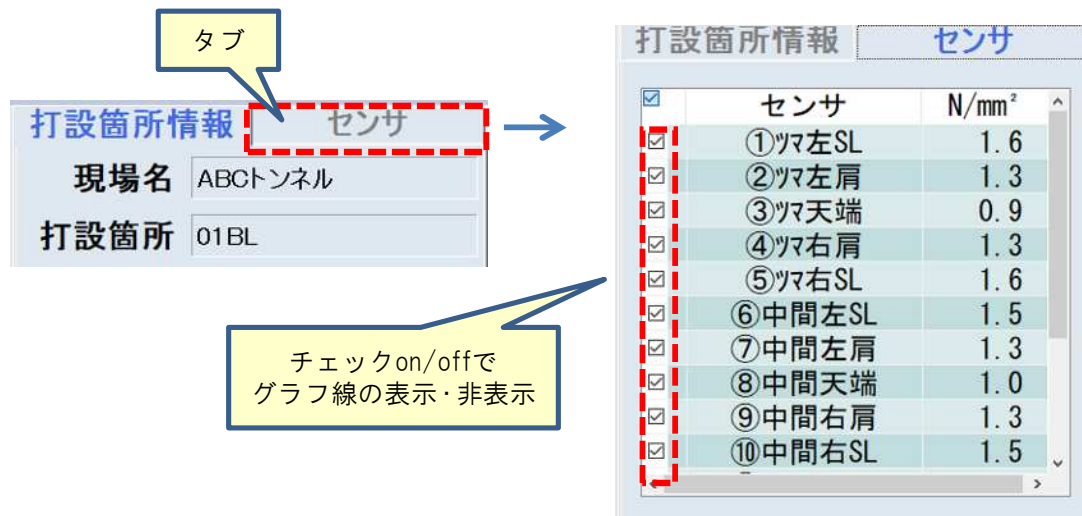 タブ
打設箇所情報 センサ
現場名 ABCトンネル
打設箇所 01BL
チェックon/offで
グラフ線の表示・非表示
打設箇所情報 センサ
センサ N/mm²
①ﾂﾏ左SL 1.6
②ﾂﾏ左肩 1.3
③ﾂﾏ天端 0.9
④ﾂﾏ右肩 1.3
⑤ﾂﾏ右SL 1.6
⑥中間左SL 1.5
⑦中間左肩 1.3
⑧中間天端 1.0
⑨中間右肩 1.3
⑩中間右SL 1.5